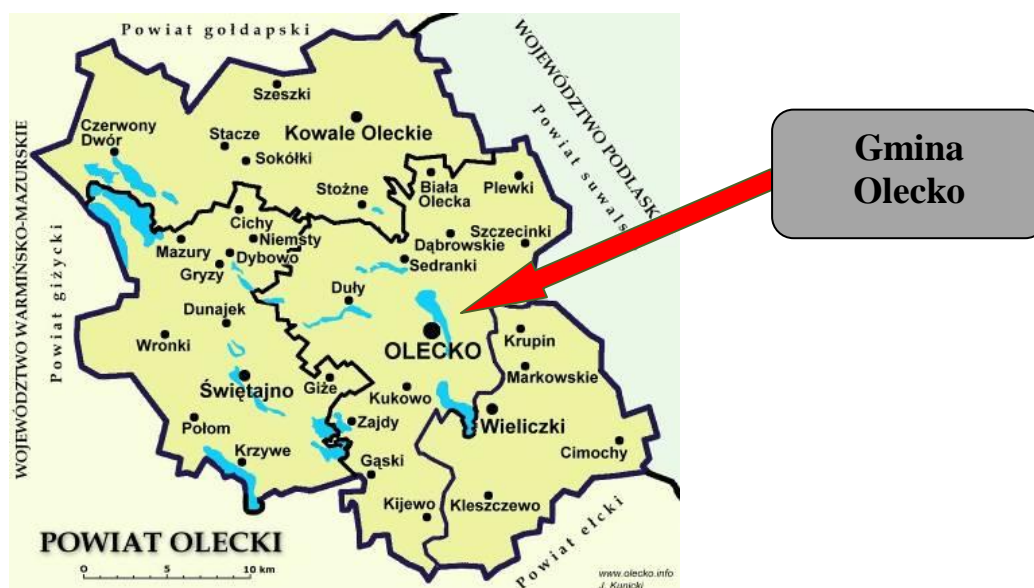 Powiat gołdapski
WOJEWÓDZTWO PODLASK
Powiat suwals
WOJEWÓDZTWO WARMIŃSKO-MAZURSKIE
Powiat giżycki
Gmina
Olecko
Szeszki
Kowale Oleckie
Czerwony
Dwór
Stacze
Sokółki
Stożne
Biała
Olecka
Plewki
Cichy
Niemsty
Mazury
Dybowo
Gryzy
Dąbrowskie
Szczecinki
Sedranki
Duły
Dunajek
Wronki
OLECKO
Krupin
Markowskie
Świętajno
Giże
Kukowo
Wieliczki
Połom
Zajdy
Cimochy
Krzywe
Gąski
Kijewo
Kleszczewo
Powiat ełcki
POWIAT OLECKI
0 5 10 km
www.olecko.info
J. Kunicki